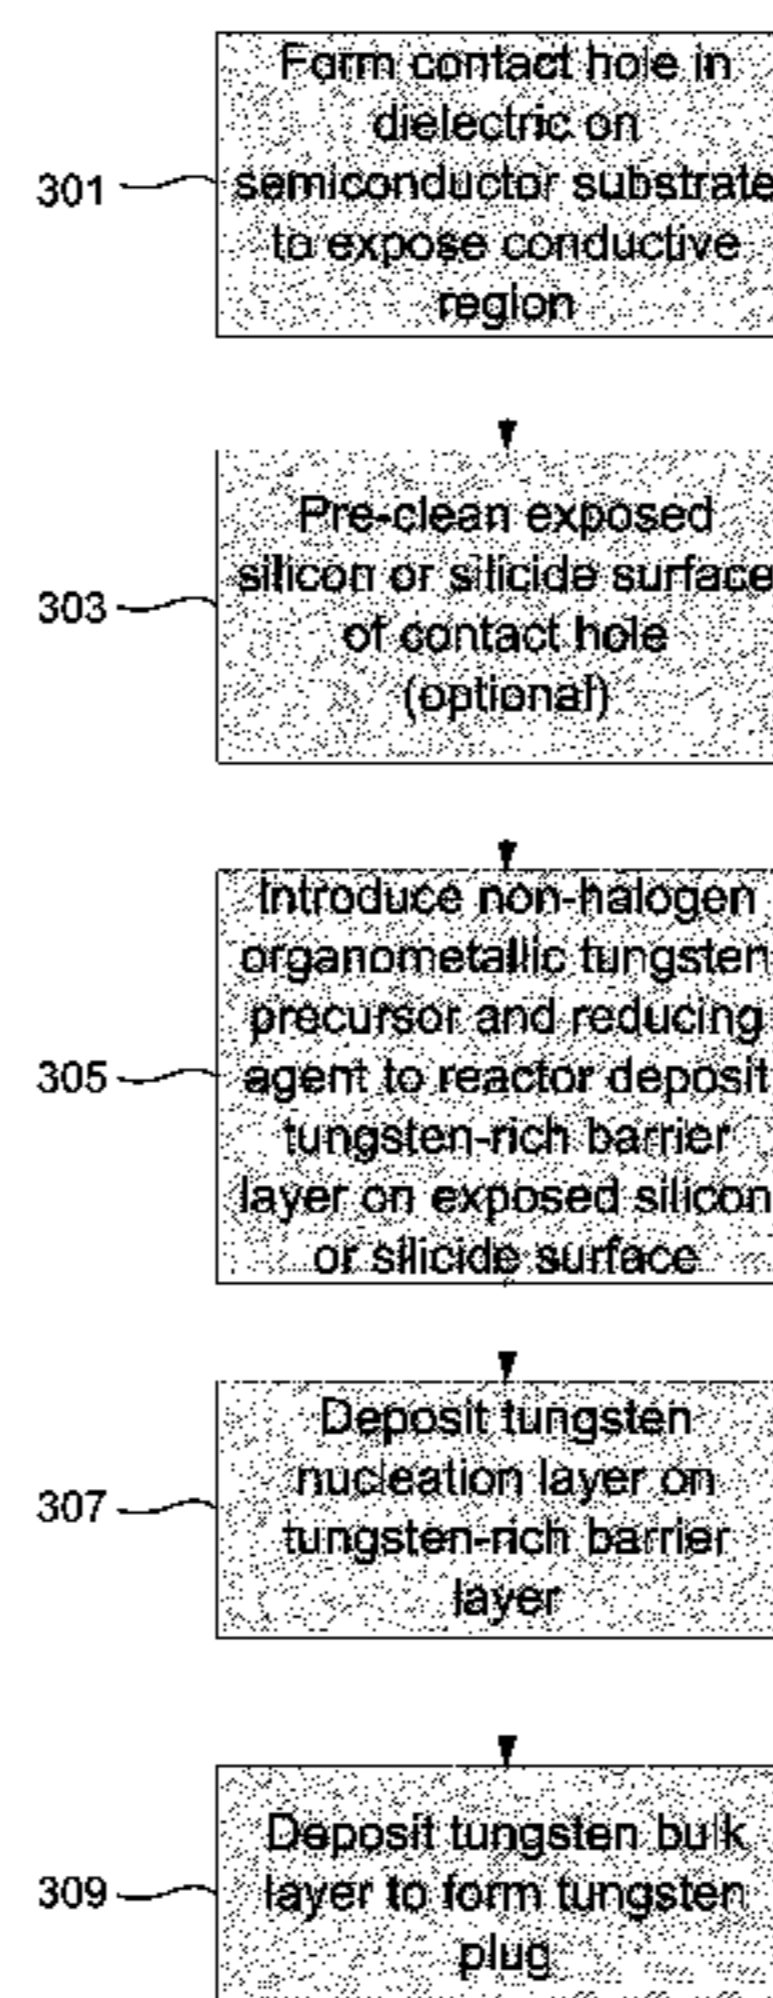 Form contact hole in
dielectric on
301
semiconductor substrate
to expose conductive
region
Pre-clean exposed
silicon or silicide surface
303
of contact hole
(optional)
Introduce non-halogen
organometallic tungsten
precursor and reducing
305
agent to reactor deposit
tungsten-rich barrier
layer on exposed silicon
or silicide surface
Deposit tungsten
nucleation layer on
307
tungsten-rich barrier
layer
Deposit tungsten bulk
309
layer to form tungsten
plug